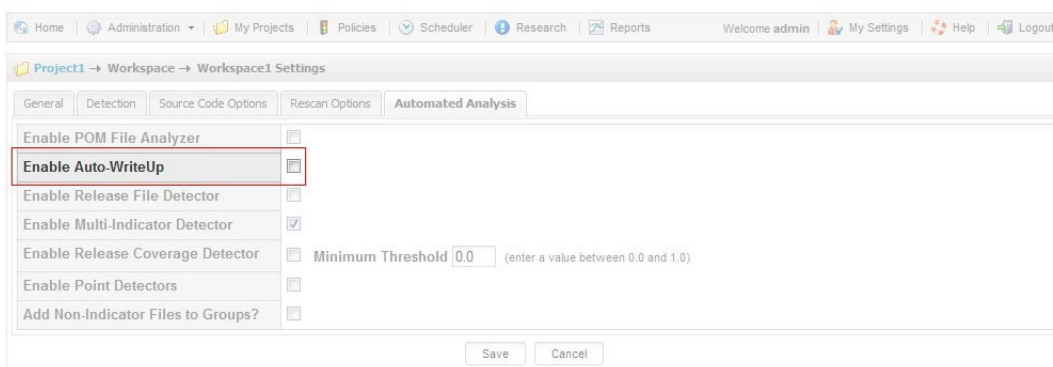 Home Administration My Projects Policies Scheduler Research Reports Welcome admin My Settings Help Logout
Project1 → Workspace → Workspace1 Settings
General Detection Source Code Options Rescan Options Automated Analysis
Enable POM File Analyzer
Enable Auto-WriteUp
Enable Release File Detector
Enable Multi-Indicator Detector
Enable Release Coverage Detector Minimum Threshold 0.0 (enter a value between 0.0 and 1.0)
Enable Point Detectors
Add Non-Indicator Files to Groups?
Save Cancel